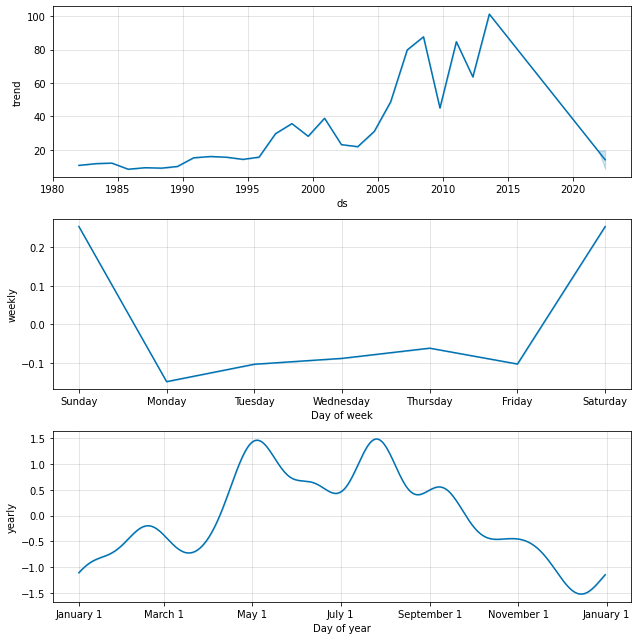 100
80
60
40
20
trend
1980 1985 1990 1995 2000 2005 2010 2015 2020
ds
0.2
0.1
0.0
−0.1
weekly
Sunday Monday Tuesday Wednesday Thursday Friday Saturday
Day of week
1.5
1.0
0.5
0.0
−0.5
−1.0
−1.5
yearly
January 1 March 1 May 1 July 1 September 1 November 1 January 1
Day of year